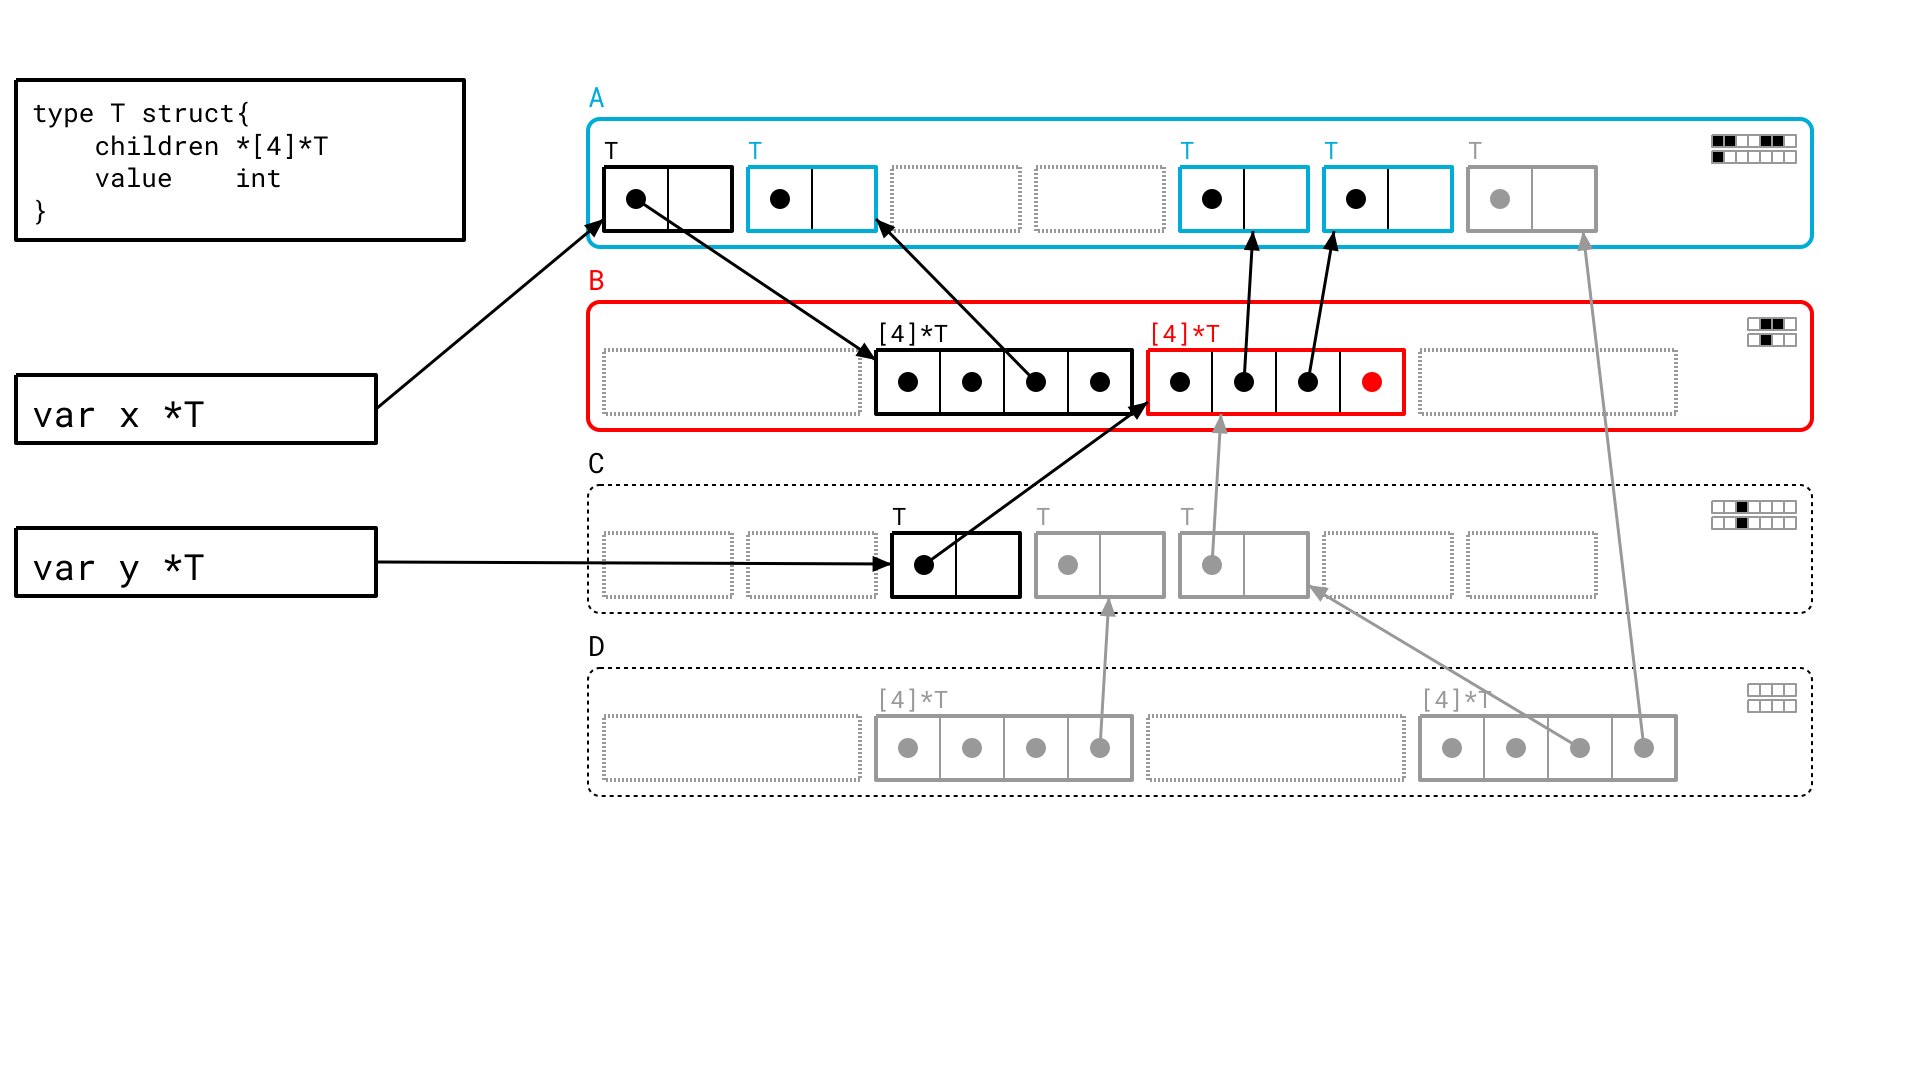 type T struct{
    children *[4]*T
    value    int
}
var x *T
var y *T
A
T T T T T
B
[4]*T [4]*T
C
T T T
D
[4]*T [4]*T